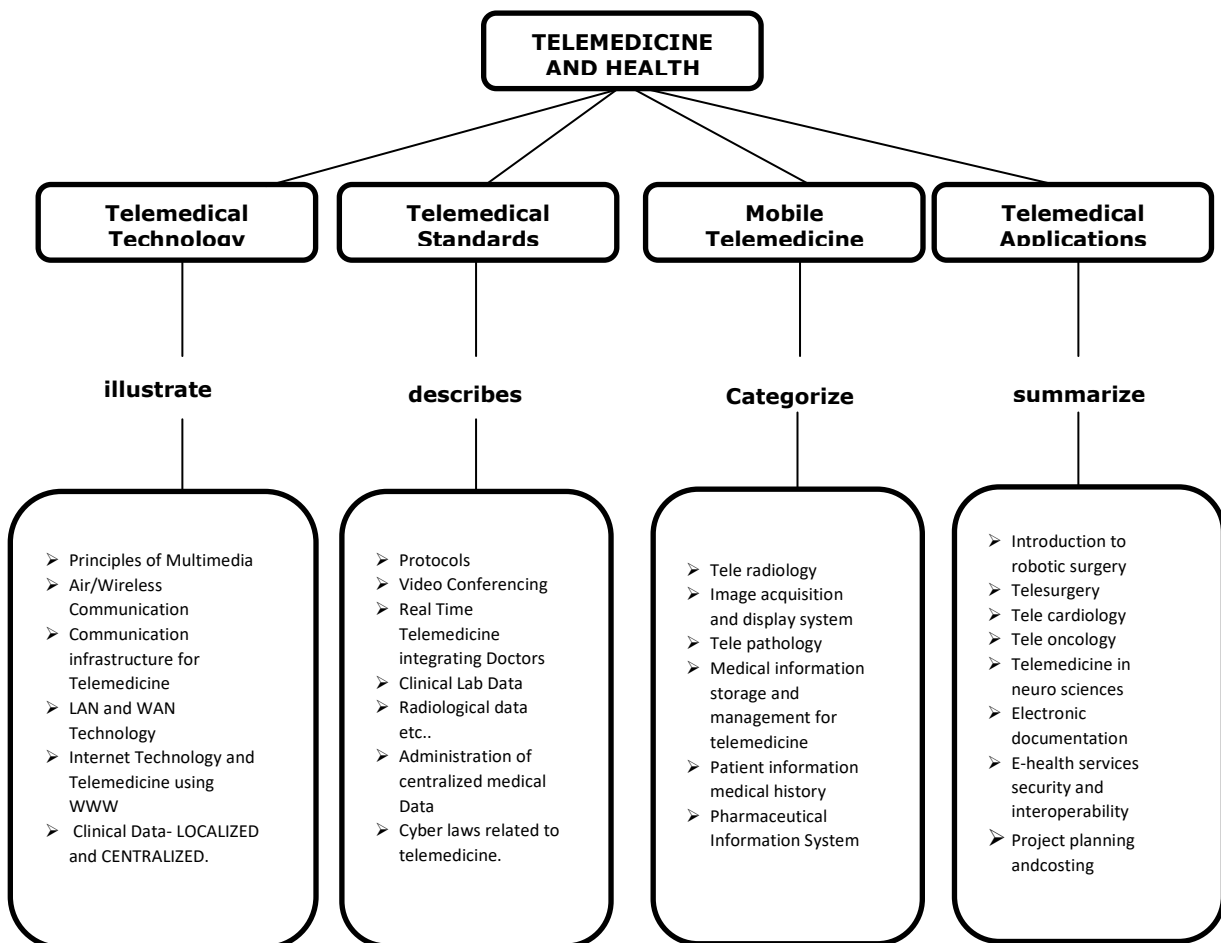 TELEMEDICINE
AND HEALTH
Telemedical
Technology
Telemedical
Standards
Mobile
Telemedicine
Telemedical
Applications
illustrate
describes
Categorize
summarize
➢ Principles of Multimedia
➢ Air/Wireless
Communication
➢ Communication
infrastructure for
Telemedicine
➢ LAN and WAN
Technology
➢ Internet Technology and
Telemedicine using
WWW
➢ Clinical Data- LOCALIZED
and CENTRALIZED.
➢ Protocols
➢ Video Conferencing
➢ Real Time
Telemedicine
integrating Doctors
➢ Clinical Lab Data
➢ Radiological data
etc..
➢ Administration of
centralized medical
Data
➢ Cyber laws related to
telemedicine.
➢ Tele radiology
➢ Image acquisition
and display system
➢ Tele pathology
➢ Medical information
storage and
management for
telemedicine
➢ Patient information
medical history
➢ Pharmaceutical
Information System
➢ Introduction to
robotic surgery
➢ Telesurgery
➢ Tele cardiology
➢ Tele oncology
➢ Telemedicine in
neuro sciences
➢ Electronic
documentation
➢ E-health services
security and
interoperability
➢ Project planning
andcosting